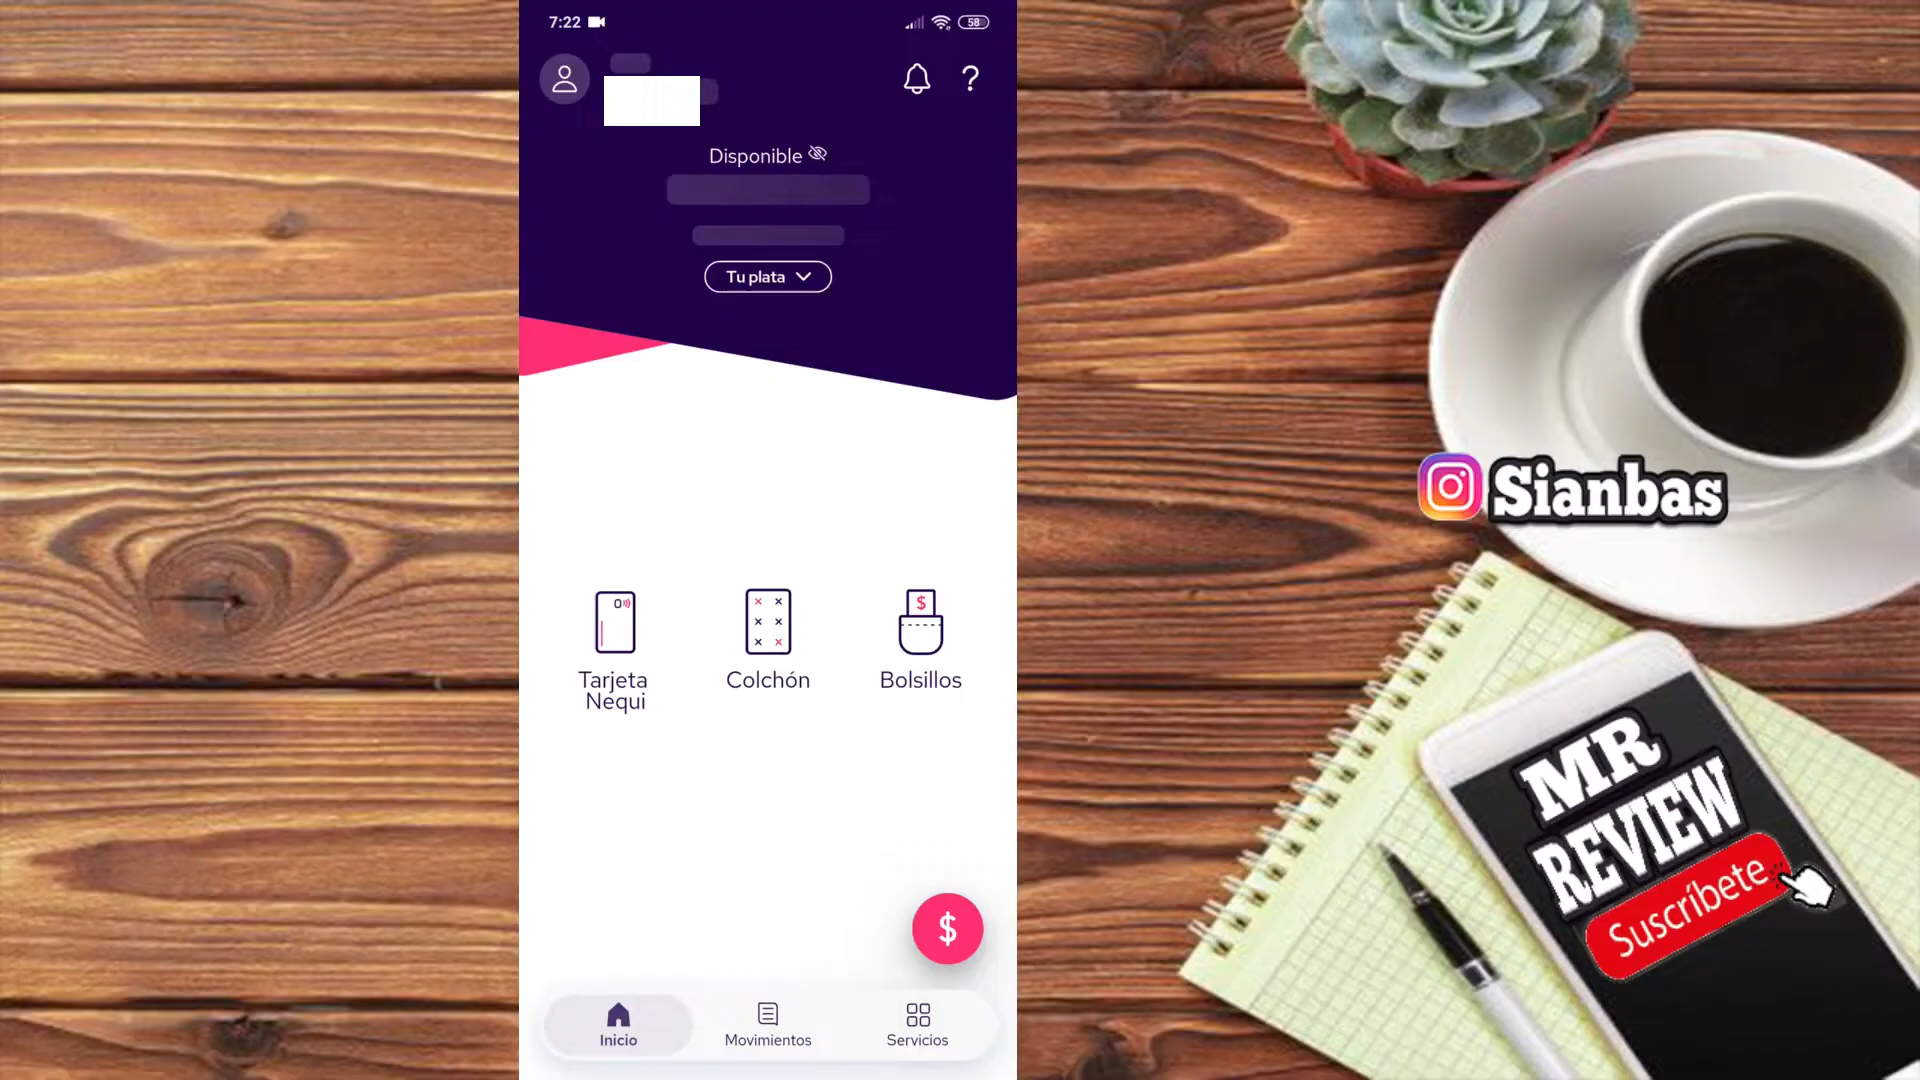 7:22
58
?
Disponible
Tu plata
Tarjeta
Nequi
Colchón
$
Bolsillos
$
Inicio
Movimientos
Servicios
Sianbas
MR
REVIEW
Suscríbete